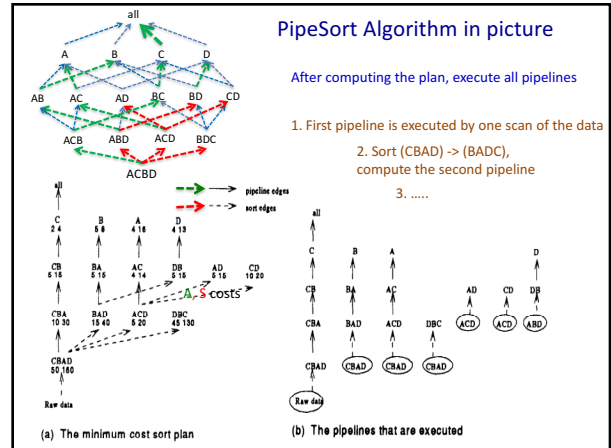 PipeSort Algorithm in picture
After computing the plan, execute all pipelines
1. First pipeline is executed by one scan of the data
2. Sort (CBAD) -> (BADC),
compute the second pipeline
3. …..
all
A B C D
AB AC AD BC BD CD
ACB ABD ACD BDC
ACBD
pipeline edges
sort edges
all
C B A D
2 4 5 8 4 16 4 13
CB BA AC DB AD CD
5 15 5 15 4 14 5 15 5 15 10 20
A, S costs
CBA BAD ACD DBC
10 30 15 40 5 20 45 130
CBAD
50 160
Raw data
(a) The minimum cost sort plan
all
C B A D
CB BA AC AD CD DB
CBA BAD ACD DBC ACD ACD ABD
CBAD CBAD CBAD CBAD
Raw data
(b) The pipelines that are executed